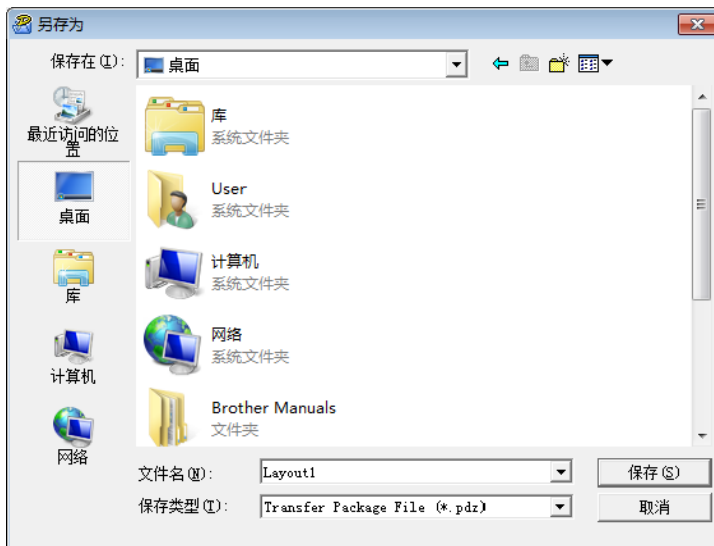 另存为
保存在(I):
桌面
最近访问的位
置
桌面
库
计算机
网络
库
系统文件夹
User
系统文件夹
计算机
系统文件夹
网络
系统文件夹
Brother Manuals
文件夹
文件名(N):
Layout1
保存(S)
保存类型(T):
Transfer Package File (*.pdz)
取消